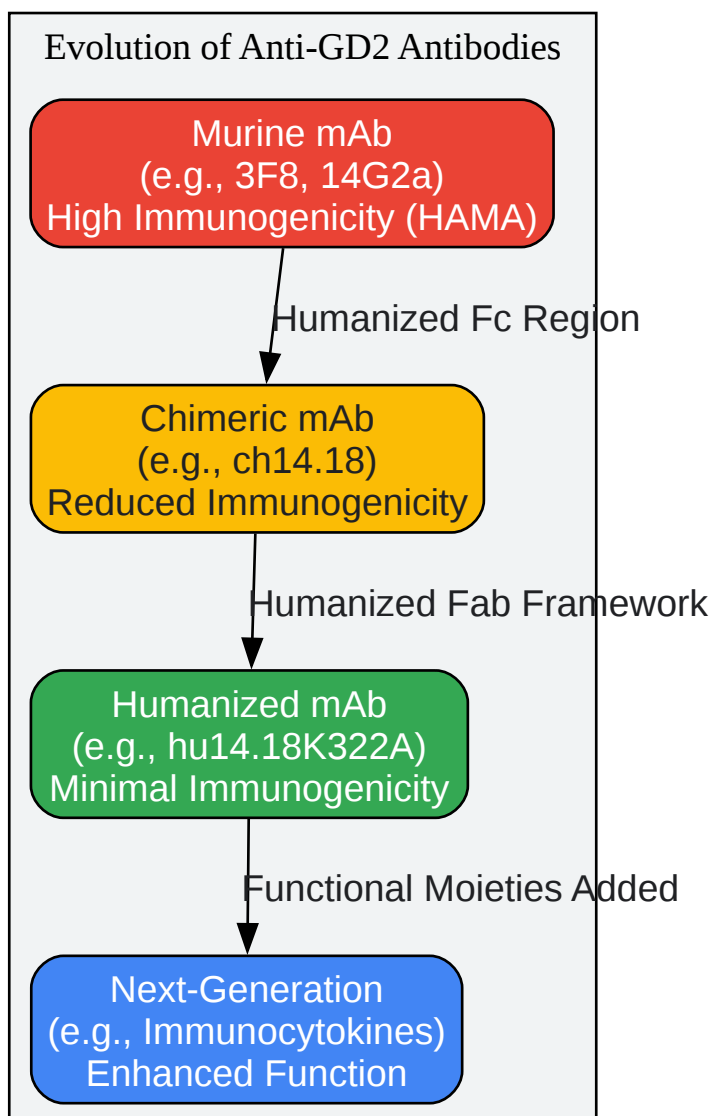 Evolution of Anti-GD2 Antibodies
Murine mAb
(e.g., 3F8, 14G2a)
High Immunogenicity (HAMA)
Humanized Fc Region
Chimeric mAb
(e.g., ch14.18)
Reduced Immunogenicity
Humanized Fab Framework
Humanized mAb
(e.g., hu14.18K322A)
Minimal Immunogenicity
Functional Moieties Added
Next-Generation
(e.g., Immunocytokines)
Enhanced Function